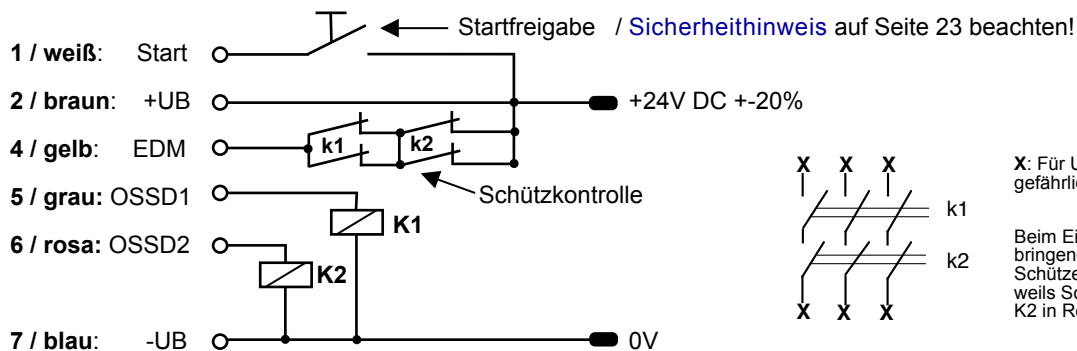 Startfreigabe / Sicherheithinweis auf Seite 23 beachten!
1 / weiß: Start
2 / braun: +UB
+24V DC +-20%
4 / gelb: EDM
k1
k2
Schützkontrolle
5 / grau: OSSD1
K1
6 / rosa: OSSD2
K2
7 / blau: -UB
0V
X X X
k1
k2
X X X
X: Für
gefährlic
Beim
bringen
Schütze
weils
K2 in